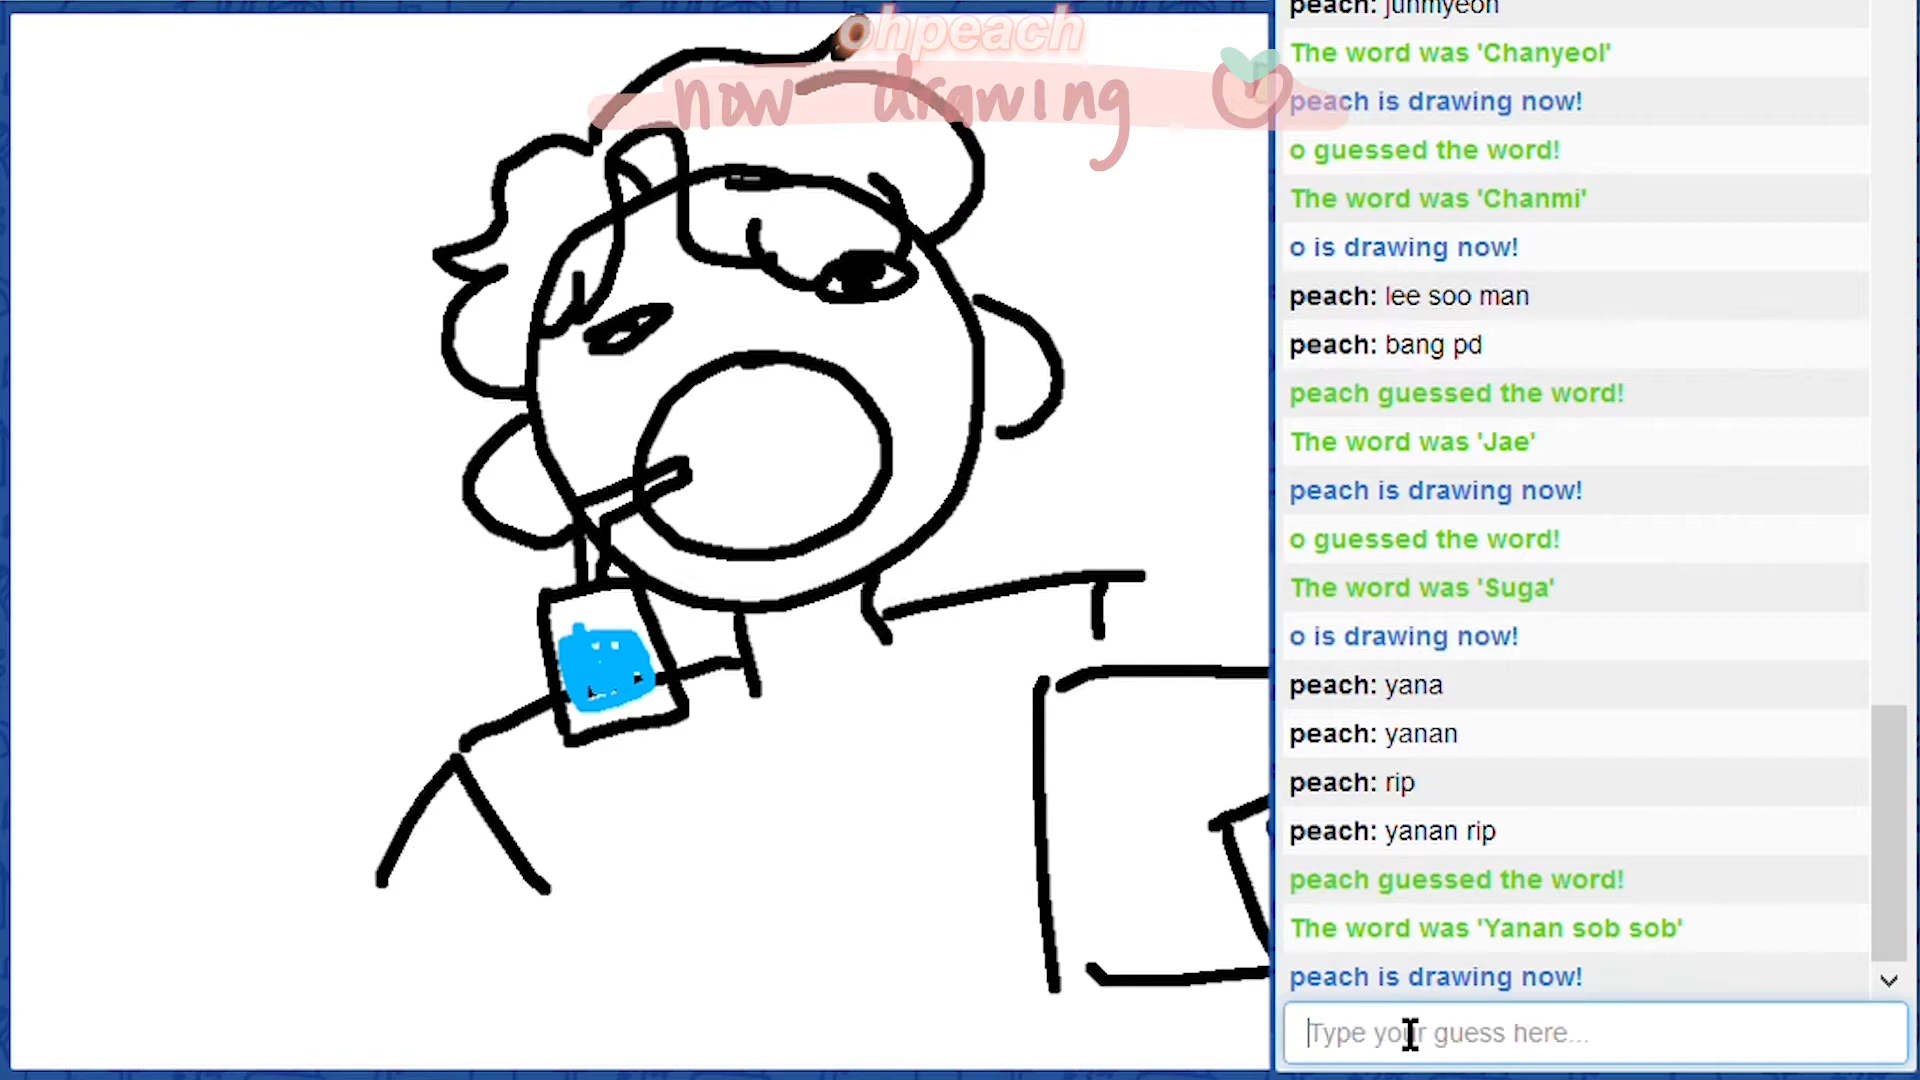 ohpeach
now drawing
peach: junmyeon
The word was 'Chanyeol'
peach is drawing now!
o guessed the word!
The word was 'Chanmi'
o is drawing now!
peach: lee soo man
peach: bang pd
peach guessed the word!
The word was 'Jae'
peach is drawing now!
o guessed the word!
The word was 'Suga'
o is drawing now!
peach: yana
peach: yanan
peach: rip
peach: yanan rip
peach guessed the word!
The word was 'Yanan sob sob'
peach is drawing now!
Type your guess here...